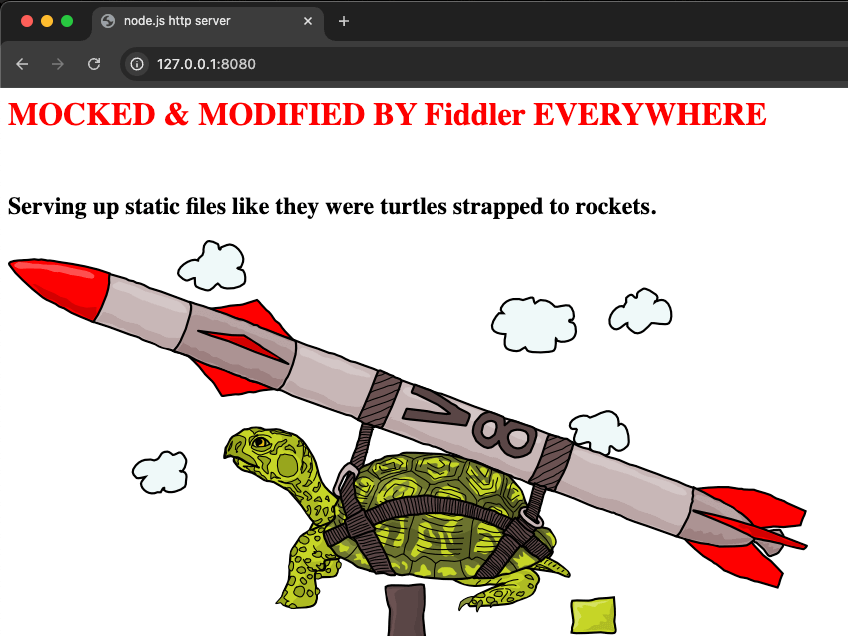 node.js http server
127.0.0.1:8080
MOCKED & MODIFIED BY Fiddler EVERYWHERE
Serving up static files like they were turtles strapped to rockets.
V8